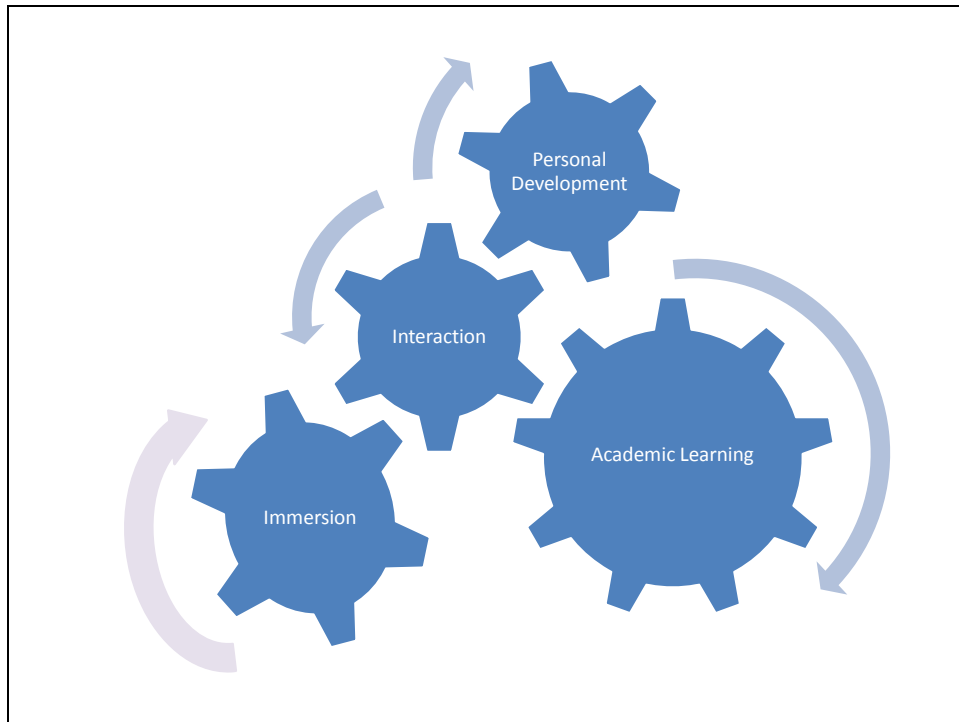 Personal
Development
Interaction
Academic Learning
Immersion